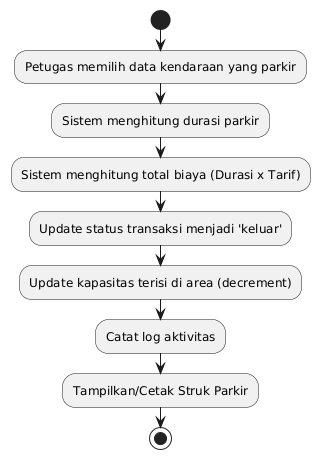 Petugas memilih data kendaraan yang parkir
Sistem menghitung durasi parkir
Sistem menghitung total biaya (Durasi x Tarif)
Update status transaksi menjadi 'keluar'
Update kapasitas terisi di area (decrement)
Catat log aktivitas
Tampilkan/Cetak Struk Parkir